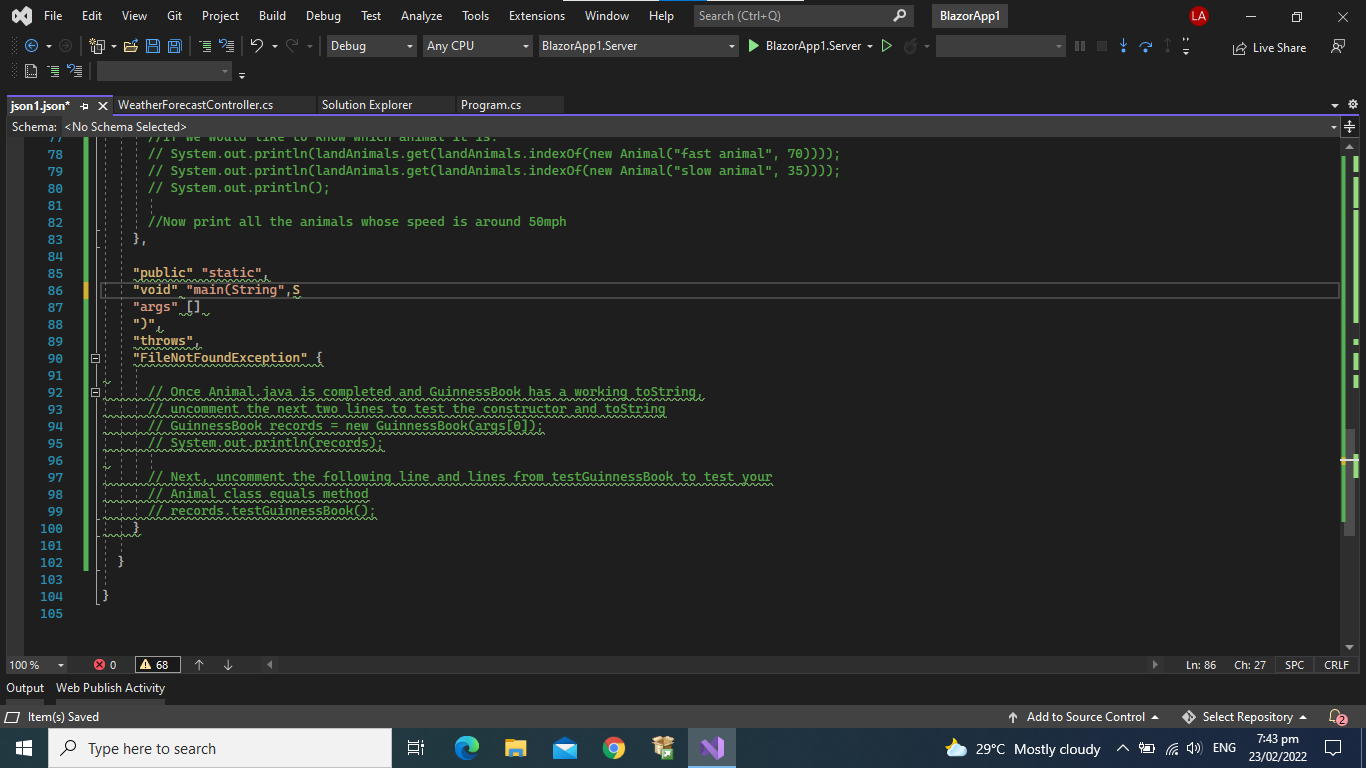 File Edit View Git Project Build Debug Test Analyze Tools Extensions Window Help Search (Ctrl+Q) BlazorApp1 LA
Debug Any CPU BlazorApp1.Server BlazorApp1.Server Live Share
json1.json* WeatherForecastController.cs Solution Explorer Program.cs
Schema: <No Schema Selected>
77 //If we would like to know which animal it is:
78 // System.out.println(landAnimals.get(landAnimals.indexOf(new Animal("fast animal", 70))));
79 // System.out.println(landAnimals.get(landAnimals.indexOf(new Animal("slow animal", 35))));
80 // System.out.println();
81
82 //Now print all the animals whose speed is around 50mph
83 },
84
85 "public" "static",
86 "void" "main(String",S
87 "args" []
88 ")",
89 "throws",
90 "FileNotFoundException" {
91
92 // Once Animal.java is completed and GuinnessBook has a working toString,
93 // uncomment the next two lines to test the constructor and toString
94 // GuinnessBook records = new GuinnessBook(args[0]);
95 // System.out.println(records);
96
97 // Next, uncomment the following line and lines from testGuinnessBook to test your
98 // Animal class equals method
99 // records.testGuinnessBook();
100 }
101
102 }
103
104 }
105
100 % 0 68 Ln: 86 Ch: 27 SPC CRLF
Output Web Publish Activity
Item(s) Saved Add to Source Control Select Repository 2
Type here to search 29°C Mostly cloudy ENG 7:43 pm
23/02/2022